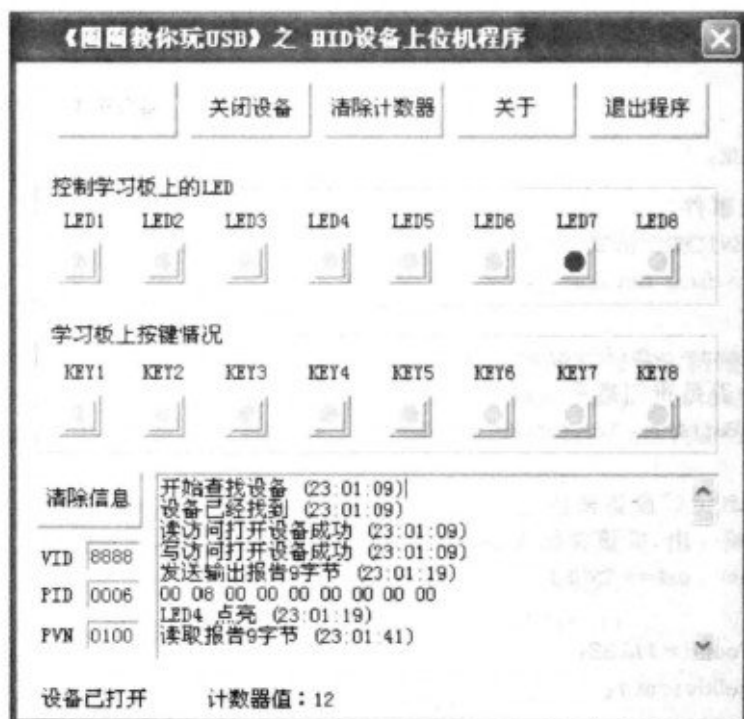 《圈圈教你玩USB》之 HID设备上位机程序
关闭设备 清除计数器 关于 退出程序
控制学习板上的LED
LED1 LED2 LED3 LED4 LED5 LED6 LED7 LED8
学习板上按键情况
KEY1 KEY2 KEY3 KEY4 KEY5 KEY6 KEY7 KEY8
清除信息
VID 8888
PID 0006
PVN 0100
开始查找设备 (23:01:09)
设备已经找到 (23:01:09)
读访问打开设备成功 (23:01:09)
写访问打开设备成功 (23:01:09)
发送输出报告9字节 (23:01:19)
00 08 00 00 00 00 00 00 00
LED4 点亮 (23:01:19)
读取报告9字节 (23:01:41)
设备已打开 计数器值：12